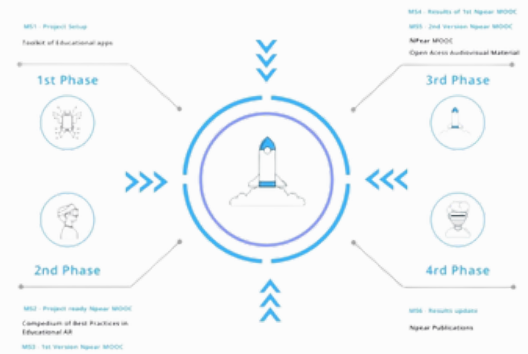 MS1 - Project Setup
Toolkit of Educational apps
1st Phase
2nd Phase
MS2 - Project ready Npear MOOC
Compedium of Best Practices in
Educational AR
MS3 - 1st Version Npear MOOC
MS4 - Results of 1st Npear MOOC
MS5 - 2nd Version Npear MOOC
NPear MOOC
Open Acess Audiovisual Material
3rd Phase
4th Phase
MS6 - Results update
Npear Publications